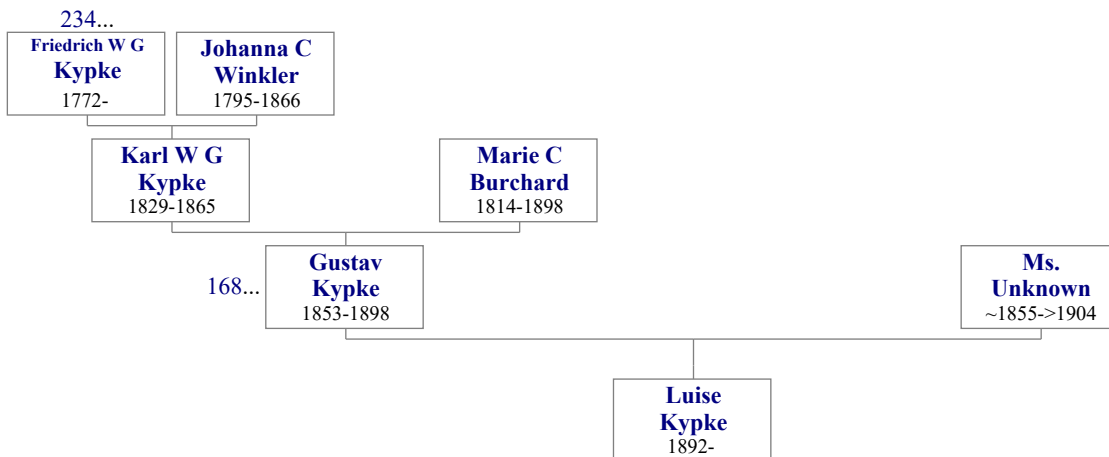 234...
Friedrich W G
Kypke
1772-
Johanna C
Winkler
1795-1866
Karl W G
Kypke
1829-1865
Marie C
Burchard
1814-1898
168...
Gustav
Kypke
1853-1898
Ms.
Unknown
~1855->1904
Luise
Kypke
1892-